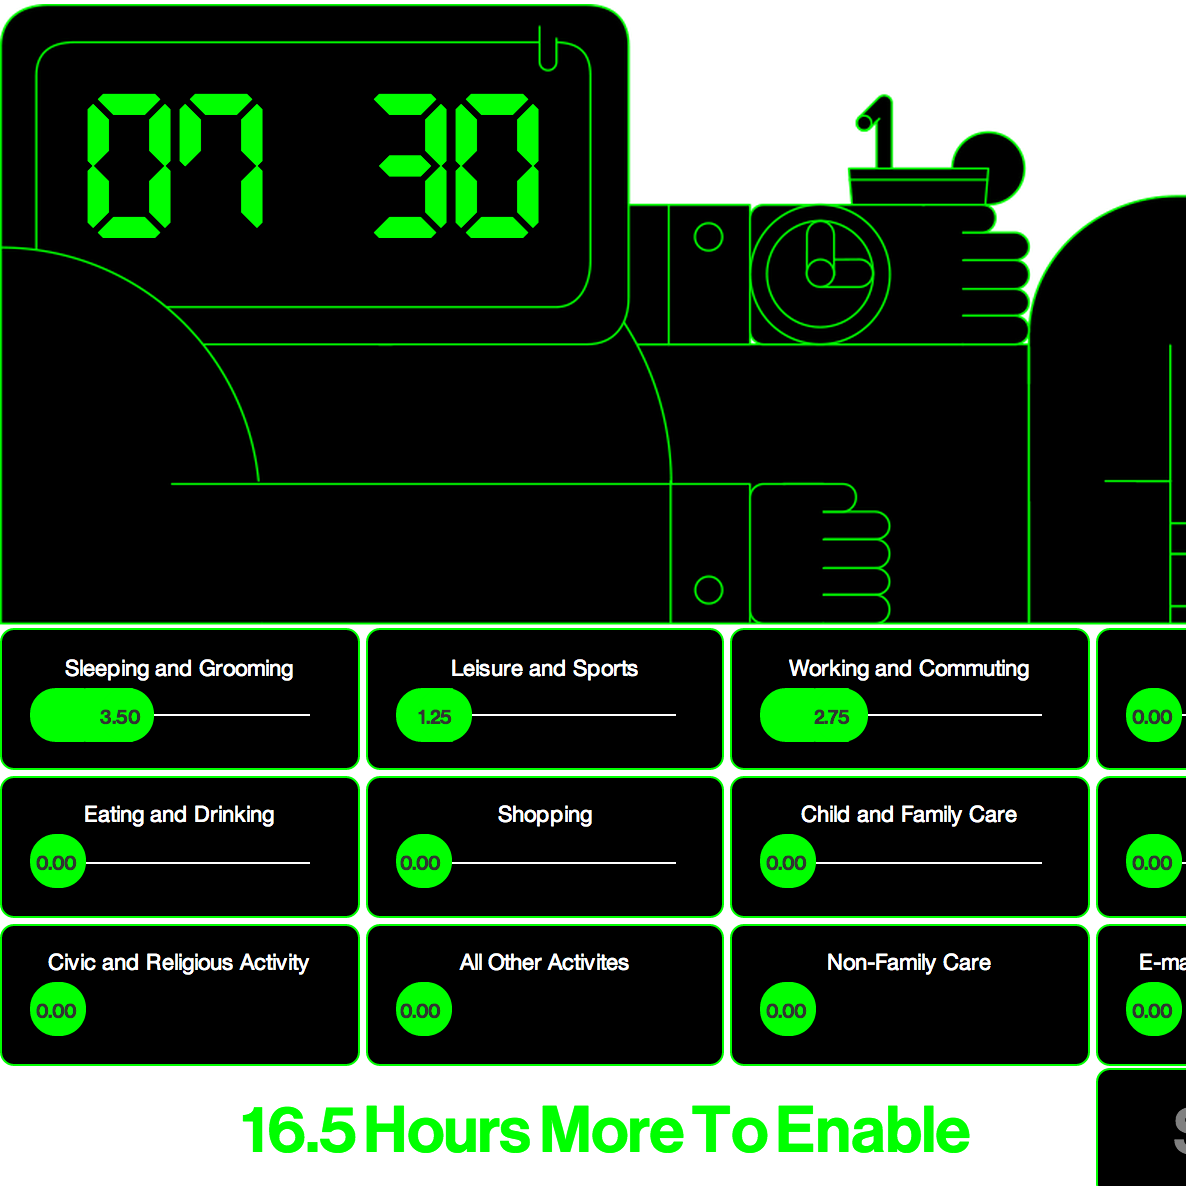 07 30
Sleeping and Grooming
Leisure and Sports
Working and Commuting
3.50
1.25
2.75
0.00
Eating and Drinking
Shopping
Child and Family Care
0.00
0.00
0.00
0.00
Civic and Religious Activity
All Other Activites
Non-Family Care
0.00
0.00
0.00
0.00
16.5 Hours More To Enable